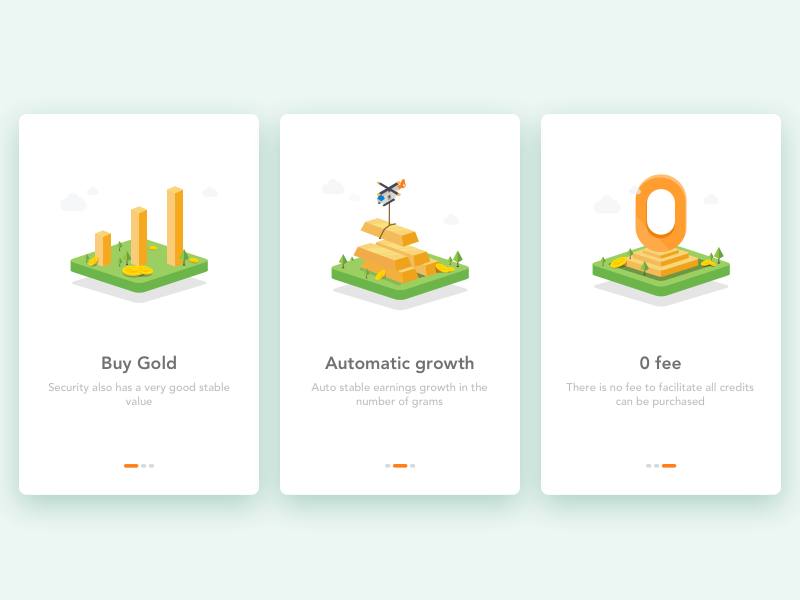 Buy Gold
Security also has a very good stable
value
Automatic growth
Auto stable earnings growth in the
number of grams
0 fee
There is no fee to facilitate all credits
can be purchased